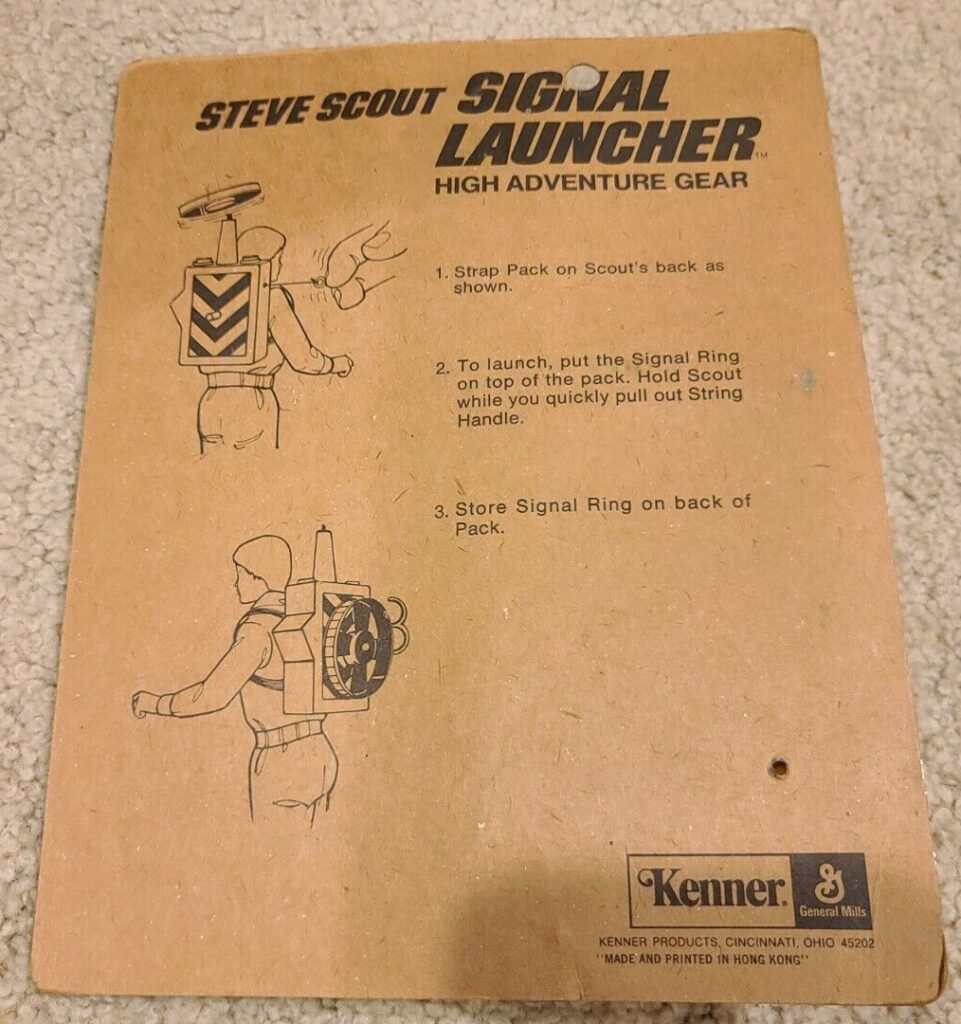 STEVE SCOUT SIGNAL
LAUNCHER™
HIGH ADVENTURE GEAR
1. Strap Pack on Scout's back as
shown.
2. To launch, put the Signal Ring
on top of the pack. Hold Scout
while you quickly pull out String
Handle.
3. Store Signal Ring on back of
Pack.
Kenner.
G
General Mills
KENNER PRODUCTS, CINCINNATI, OHIO 45202
"MADE AND PRINTED IN HONG KONG"